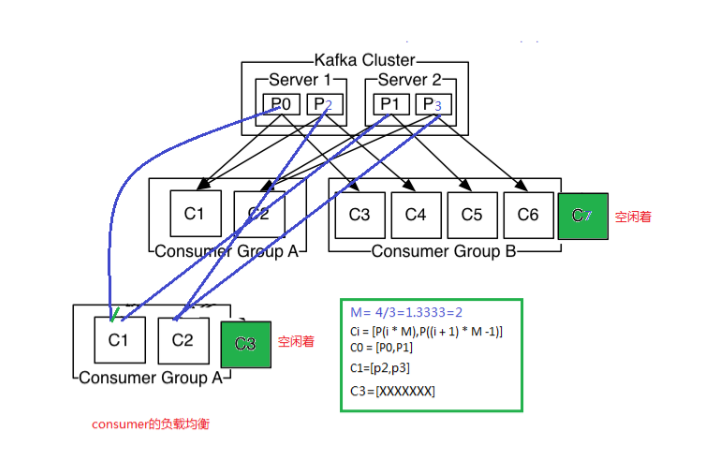 Kafka Cluster
Server 1 Server 2
P0 P2 P1 P3
C1 C2 C3 C4 C5 C6 C7 空闲着
Consumer Group A Consumer Group B
C1 C2 C3 空闲着
Consumer Group A
M= 4/3=1.3333=2
Ci = [P(i * M),P((i + 1) * M -1)]
C0 = [P0,P1]
C1=[p2,p3]
C3=[XXXXXXX]
consumer的负载均衡